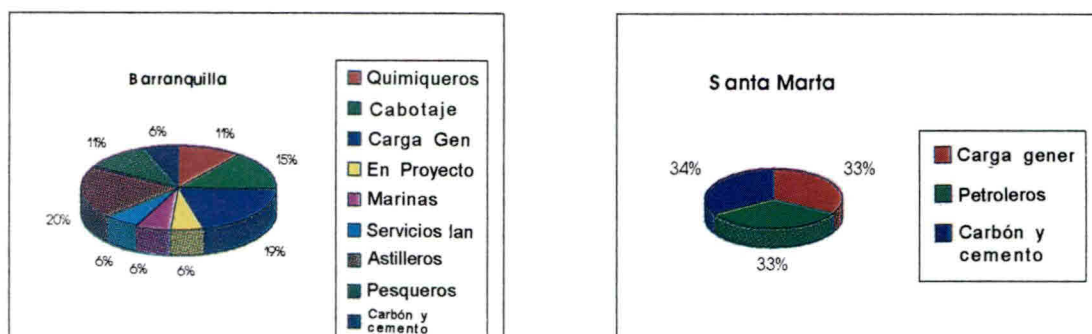 Barranquilla
6%
11%
11%
15%
20%
19%
6%
6%
6%
Quimiqueros
Cabotaje
Carga Gen
En Proyecto
Marinas
Servicios lan
Astilleros
Pesqueros
Carbón y
cemento
Santa Marta
34%
33%
33%
Carga gener
Petroleros
Carbón y
cemento